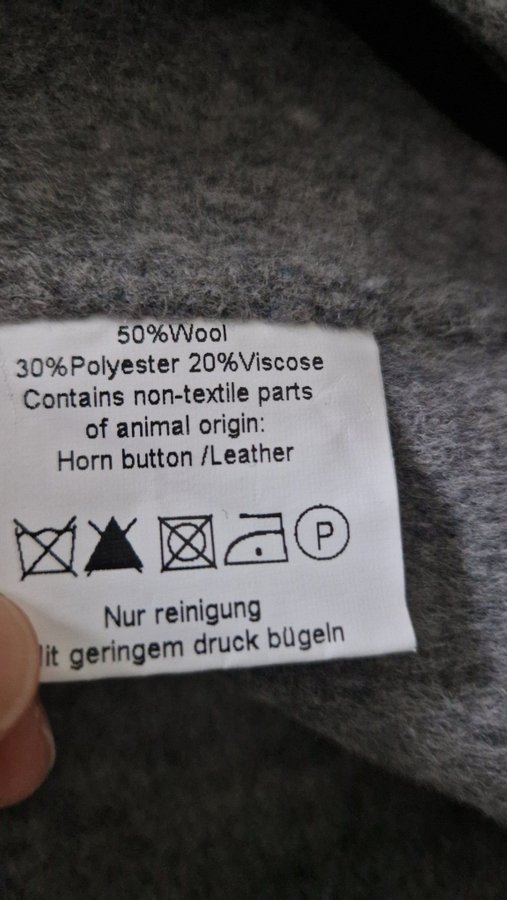 50%Wool
30%Polyester 20%Viscose
Contains non-textile parts
of animal origin:
Horn button /Leather
P
Nur reinigung
geringem druck bügeln